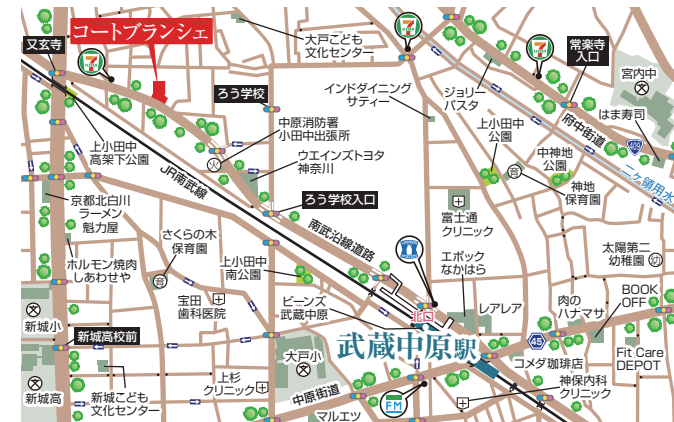 コートブランシェ
又玄寺
7
ELEVEN
大戸こども
文化センター
7
ELEVEN
7
ELEVEN
常楽寺
入口
宮内中
文
ろう学校
インドダイニング
サティー
ジョリー
パスタ
はま寿司
府中街道
409
上小田中
高架下公園
中原消防署
小田中出張所
火
上小田中
公園
中神地
公園
二ヶ領用水
JR南武線
ウエインズトヨタ
神奈川
育
神地
保育園
京都北白川
ラーメン
魁力屋
ろう学校入口
富士通
クリニック
南武沿線道路
さくらの木
保育園
育
太陽第二
幼稚園
幼
ホルモン焼肉
しあわせや
上小田中
南公園
エポック
なかはら
宝田
歯科医院
ビーンズ
武蔵中原
北口
レアレア
肉の
ハナマサ
BOOK
OFF
文
新城小
新城高校前
武蔵中原駅
45
大戸小
文
コメダ珈琲店
Fit Care
DEPOT
文
新城高
新城こども
文化センター
上杉
クリニック
中原街道
FM
神保内科
クリニック
マルエツ